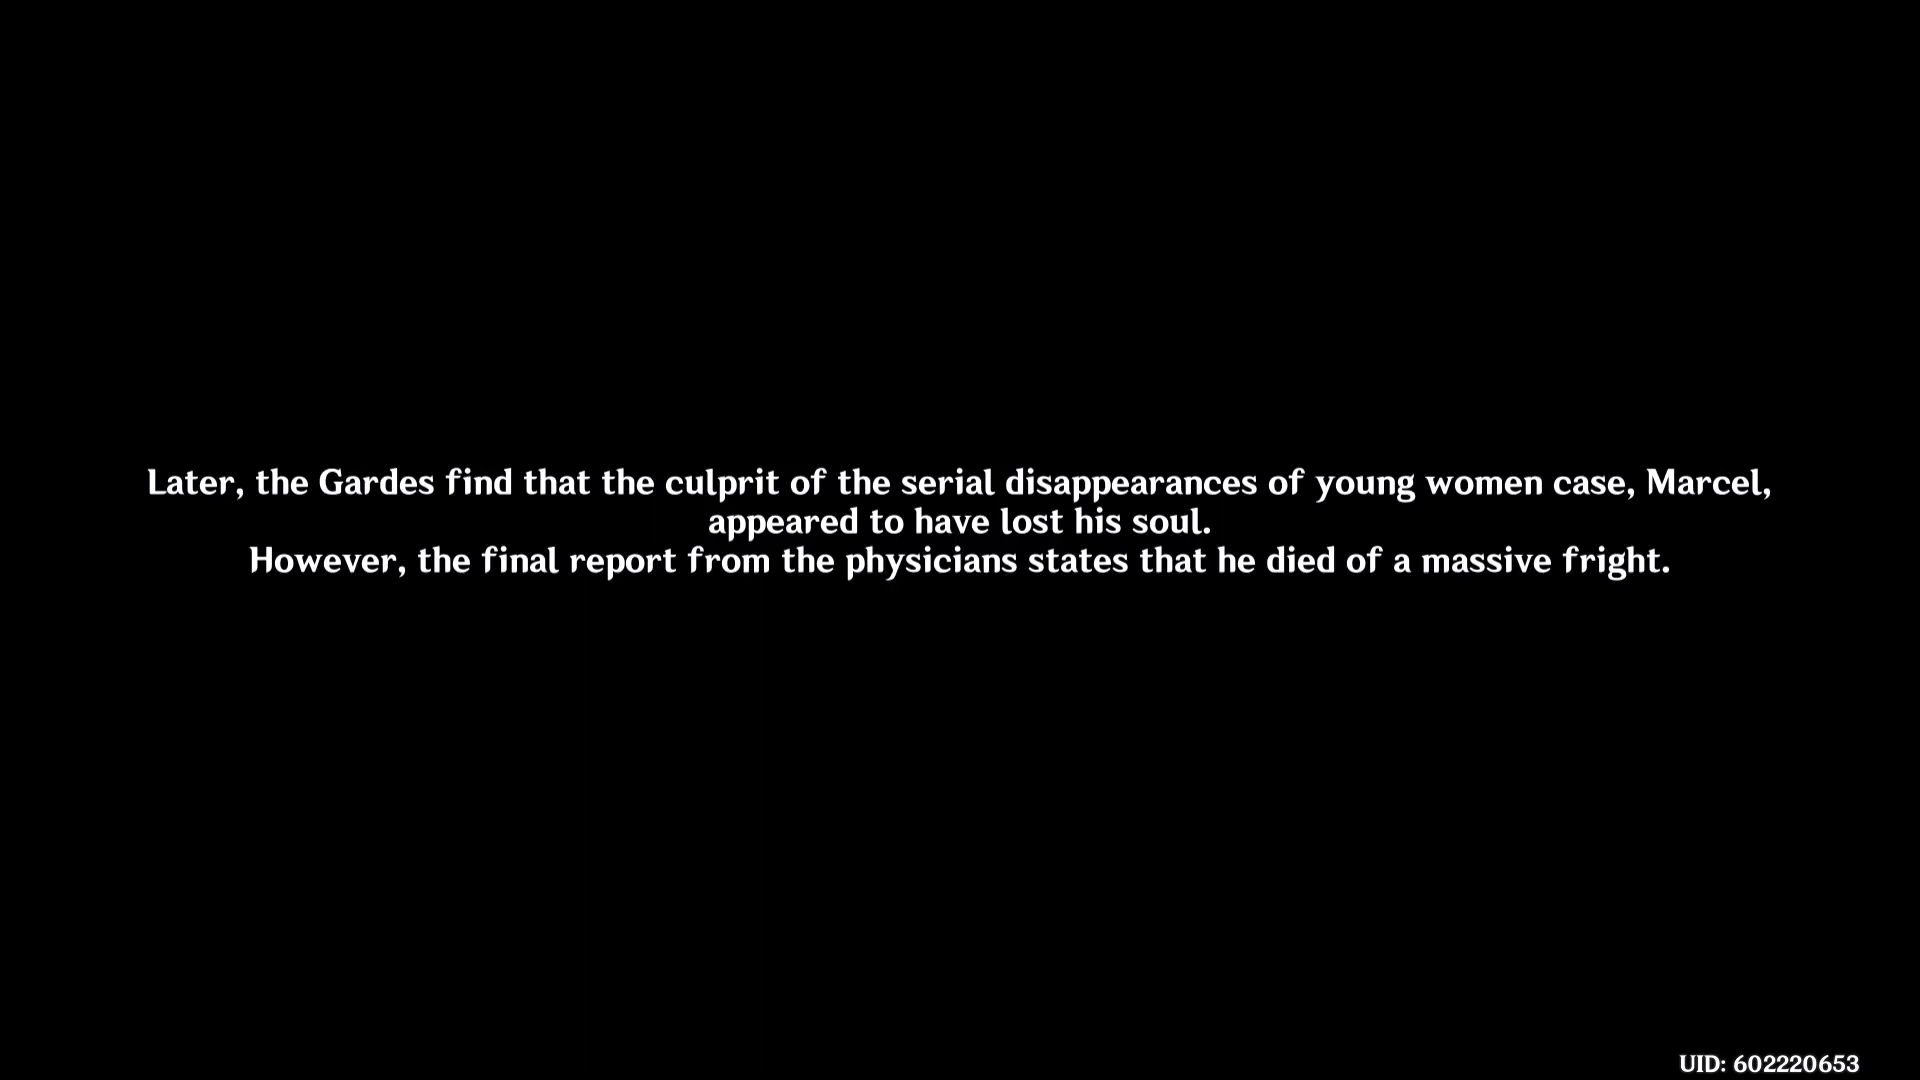 Later, the Gardes find that the culprit of the serial disappearances of young women case, Marcel,
appeared to have lost his soul.
However, the final report from the physicians states that he died of a massive fright.
UID: 602220653